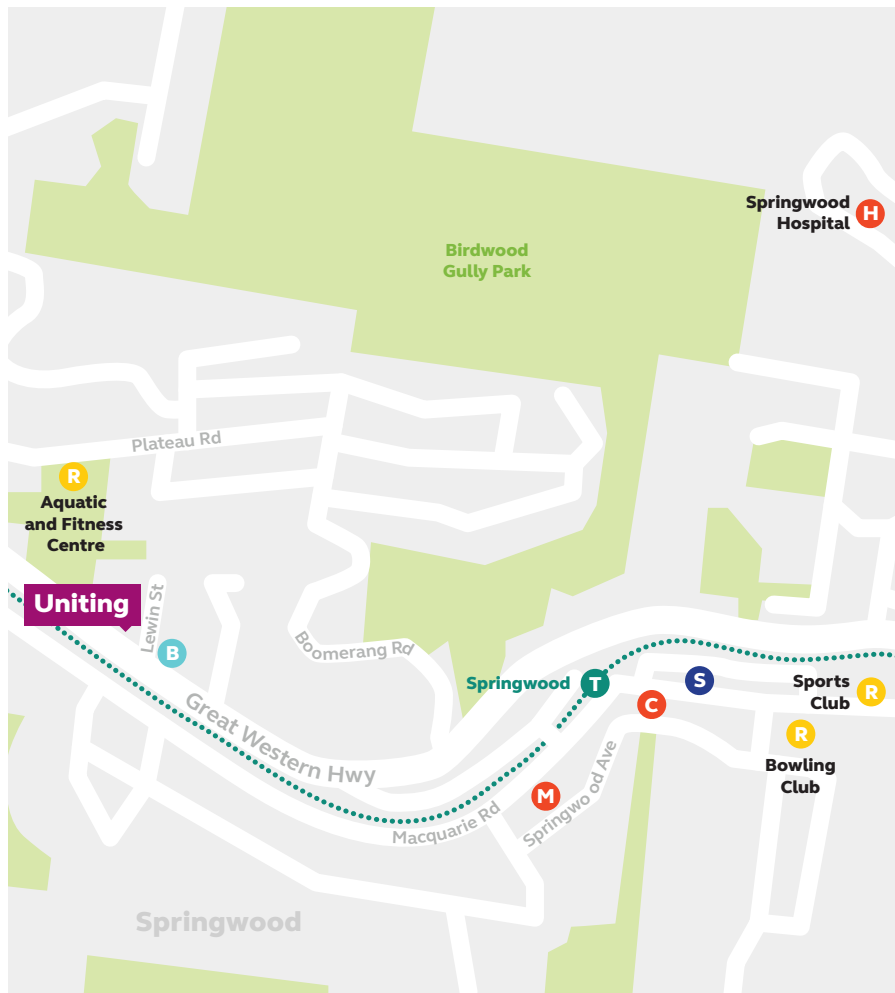 Springwood
Hospital
H
Birdwood
Gully Park
Plateau Rd
R
Aquatic
and Fitness
Centre
Uniting
Lewin St
B
Boomerang Rd
Springwood
T
S
C
Sports
Club
R
R
Bowling
Club
Great Western Hwy
M
Springwo od Ave
Macquarie Rd
Springwood